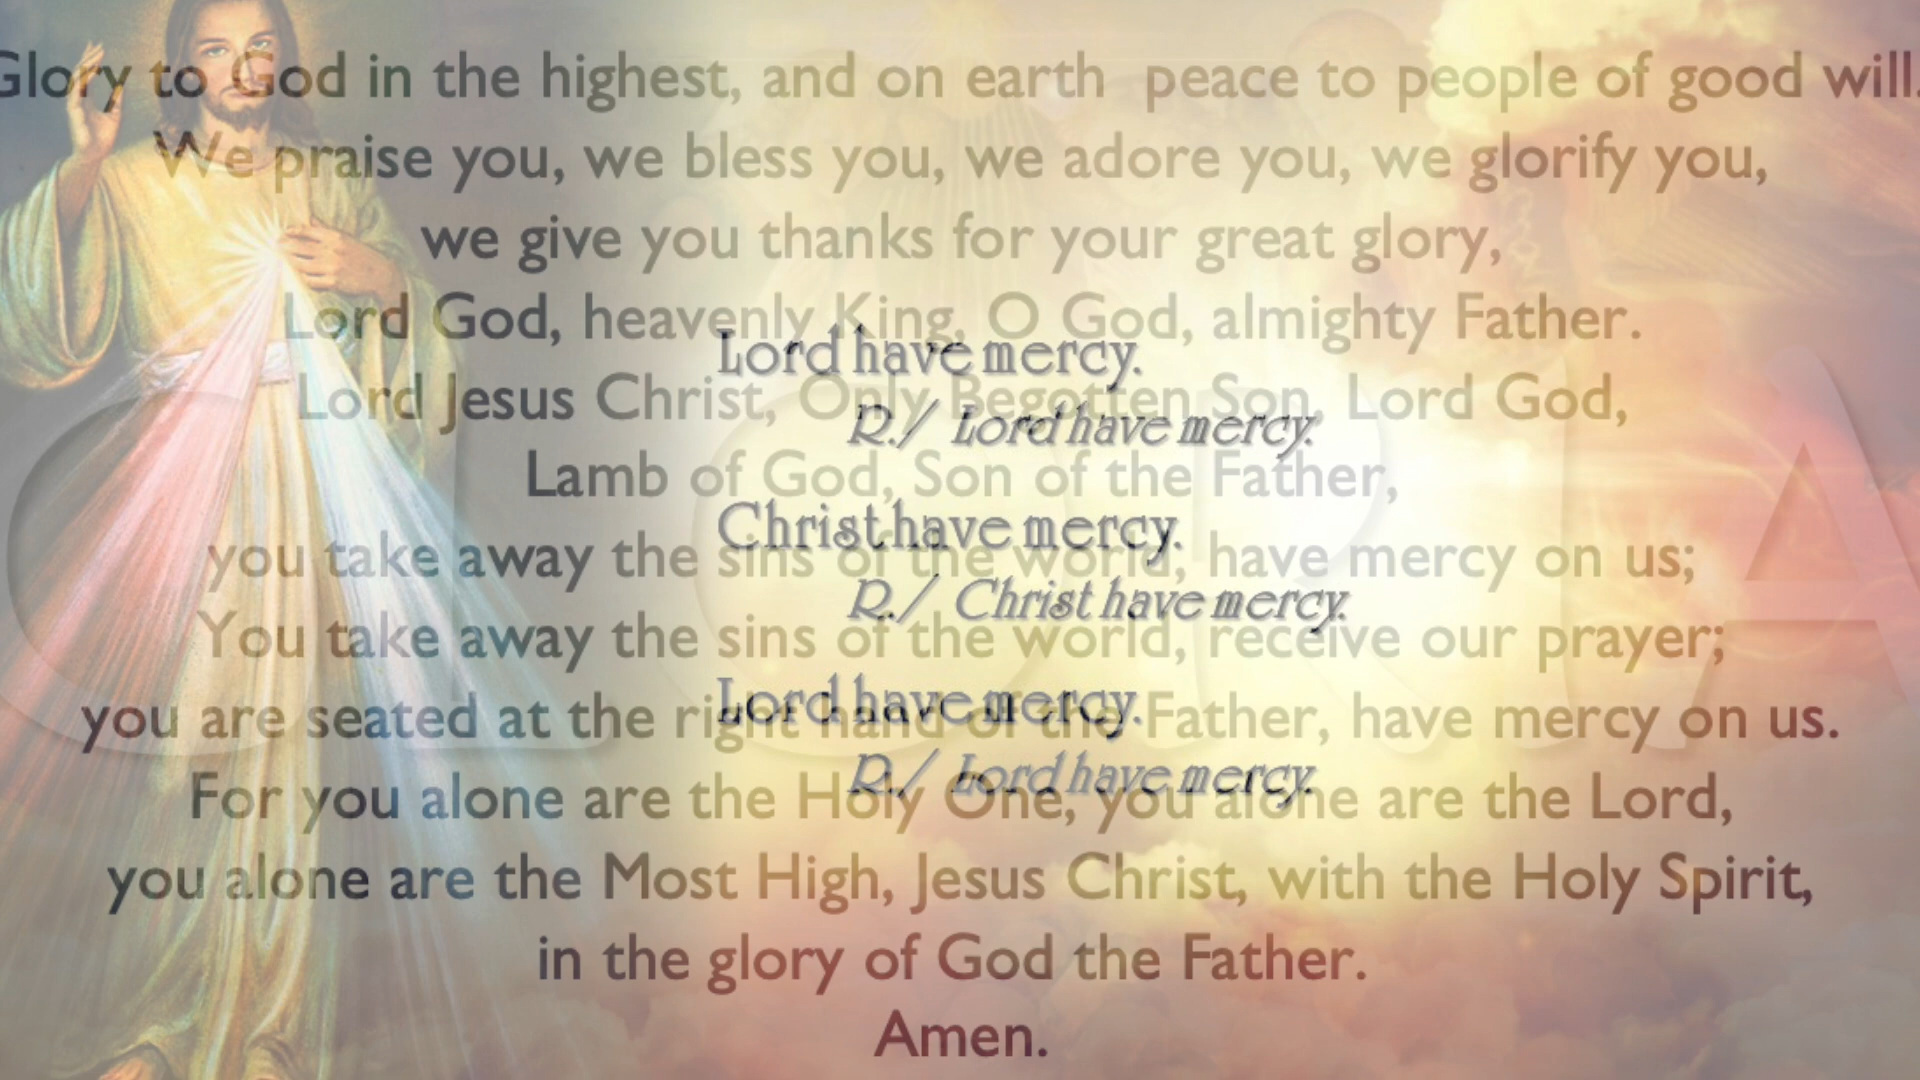 Glory to God in the highest, and on earth peace to people of good will.
We praise you, we bless you, we adore you, we glorify you,
we give you thanks for your great glory,
Lord God, heavenly King, O God, almighty Father.
Lord have mercy.
Lord Jesus Christ, Only Begotten Son, Lord God,
R./ Lord have mercy.
Lamb of God, Son of the Father,
Christ have mercy.
you take away the sins of the world, have mercy on us;
R./ Christ have mercy.
You take away the sins of the world, receive our prayer;
Lord have mercy.
you are seated at the right hand of the Father, have mercy on us.
R./ Lord have mercy.
For you alone are the Holy One, you alone are the Lord,
you alone are the Most High, Jesus Christ, with the Holy Spirit,
in the glory of God the Father.
Amen.
GLORIA